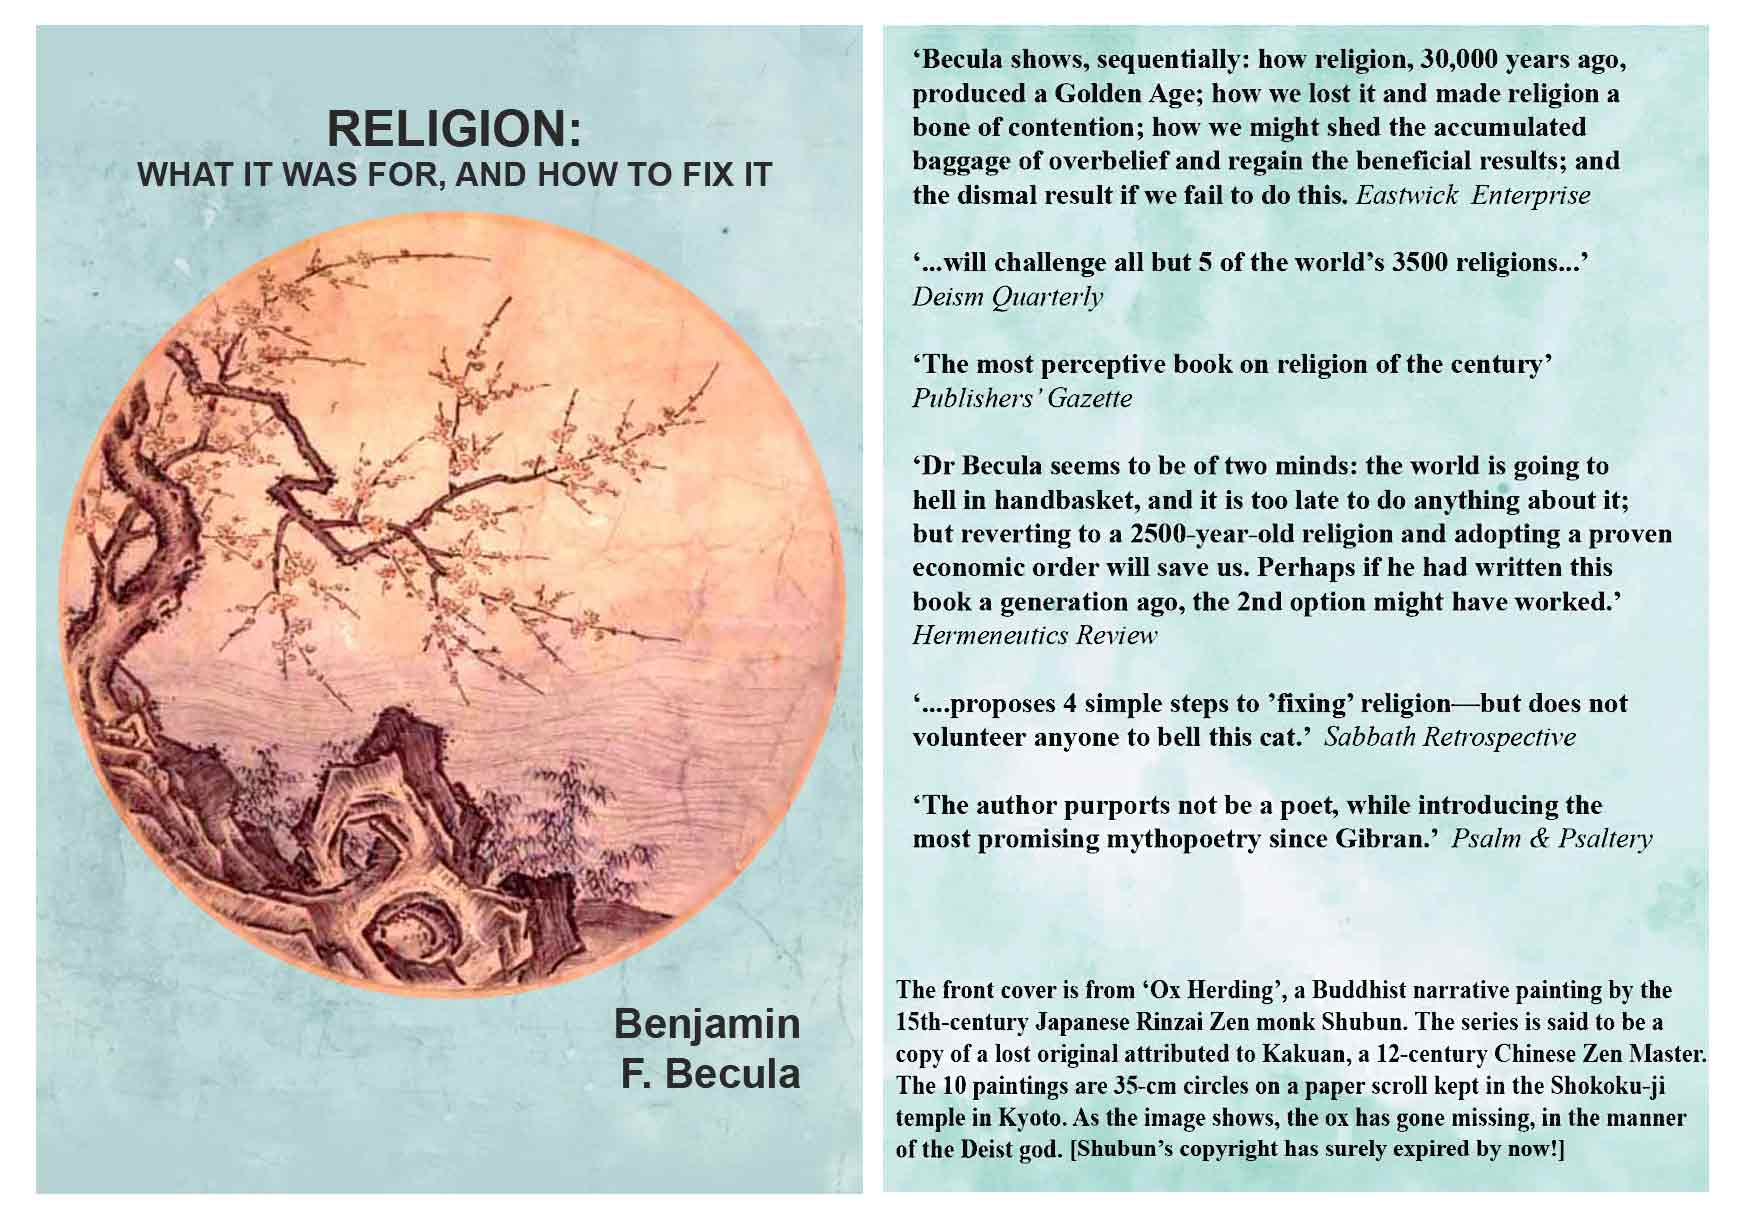 RELIGION:
WHAT IT WAS FOR, AND HOW TO FIX IT
Benjamin
F. Becula
‘Becula shows, sequentially: how religion, 30,000 years ago,
produced a Golden Age; how we lost it and made religion a
bone of contention; how we might shed the accumulated
baggage of overbelief and regain the beneficial results; and
the dismal result if we fail to do this. Eastwick Enterprise
‘...will challenge all but 5 of the world’s 3500 religions...’
Deism Quarterly
‘The most perceptive book on religion of the century’
Publishers’ Gazette
‘Dr Becula seems to be of two minds: the world is going to
hell in handbasket, and it is too late to do anything about it;
but reverting to a 2500-year-old religion and adopting a proven
economic order will save us. Perhaps if he had written this
book a generation ago, the 2nd option might have worked.’
Hermeneutics Review
‘....proposes 4 simple steps to ’fixing’ religion—but does not
volunteer anyone to bell this cat.’ Sabbath Retrospective
‘The author purports not be a poet, while introducing the
most promising mythopoetry since Gibran.’ Psalm & Psaltery
The front cover is from ‘Ox Herding’, a Buddhist narrative painting by the
15th-century Japanese Rinzai Zen monk Shubun. The series is said to be a
copy of a lost original attributed to Kakuan, a 12-century Chinese Zen Master.
The 10 paintings are 35-cm circles on a paper scroll kept in the Shokoku-ji
temple in Kyoto. As the image shows, the ox has gone missing, in the manner
of the Deist god. [Shubun’s copyright has surely expired by now!]